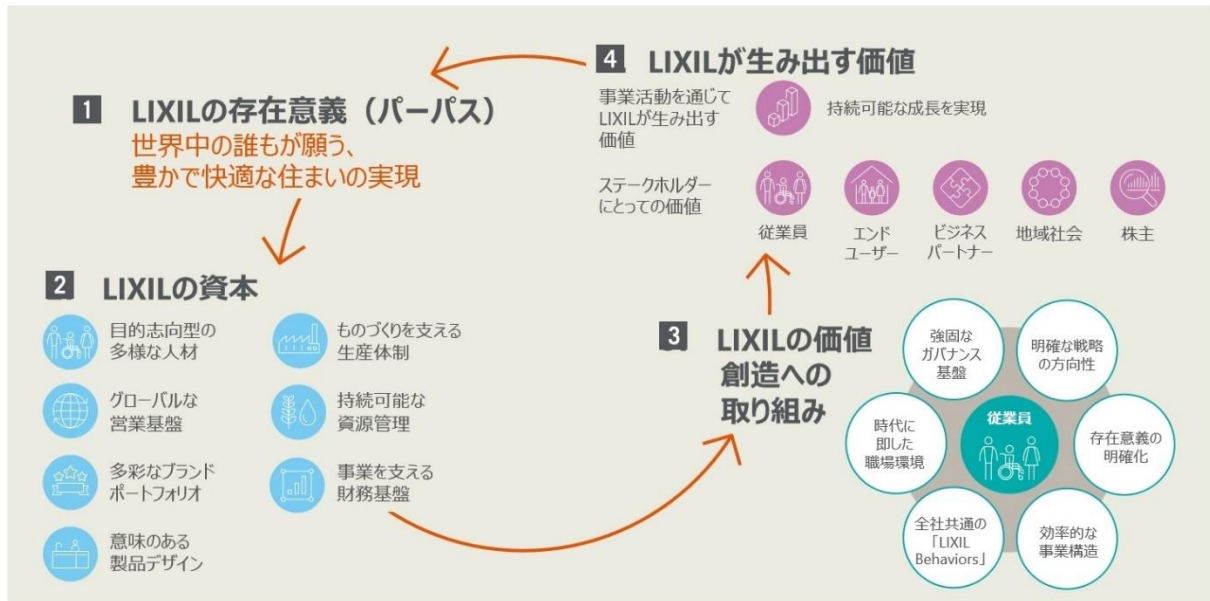 1 LIXILの存在意義（パーパス）
世界中の誰もが願う、
豊かで快適な住まいの実現
2 LIXILの資本
目的志向型の
多様な人材
グローバルな
営業基盤
多彩なブランド
ポートフォリオ
意味のある
製品デザイン
ものづくりを支える
生産体制
持続可能な
資源管理
事業を支える
財務基盤
3 LIXILの価値
創造への
取り組み
従業員
強固な
ガバナンス
基盤
明確な戦略
の方向性
存在意義の
明確化
効率的な
事業構造
全社共通の
「LIXIL
Behaviors」
時代に
即した
職場環境
4 LIXILが生み出す価値
事業活動を通じて
LIXILが生み出す
価値
持続可能な成長を実現
ステークホルダー
にとっての価値
従業員
エンド
ユーザー
ビジネス
パートナー
地域社会
株主